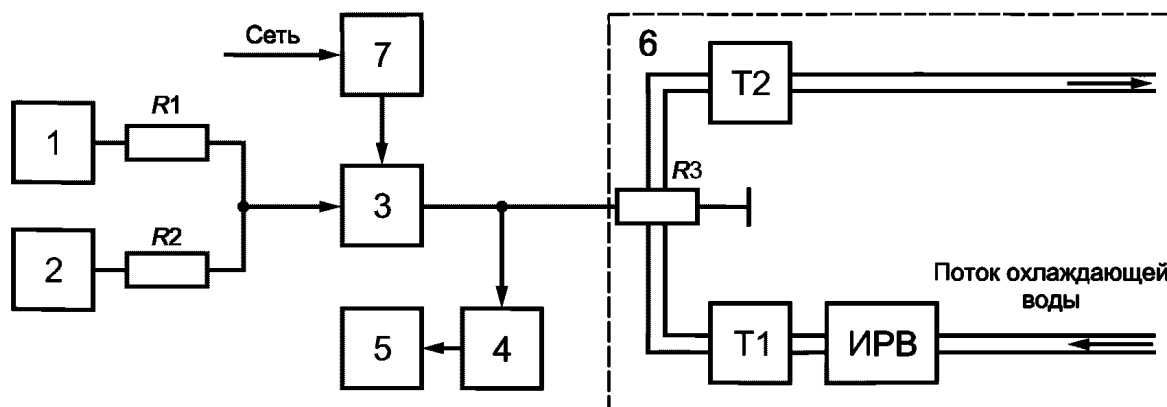 Сеть
7
6
T2
1
R1
3
R3
2
R2
Поток охлаждающей
воды
5
4
T1
ИРВ